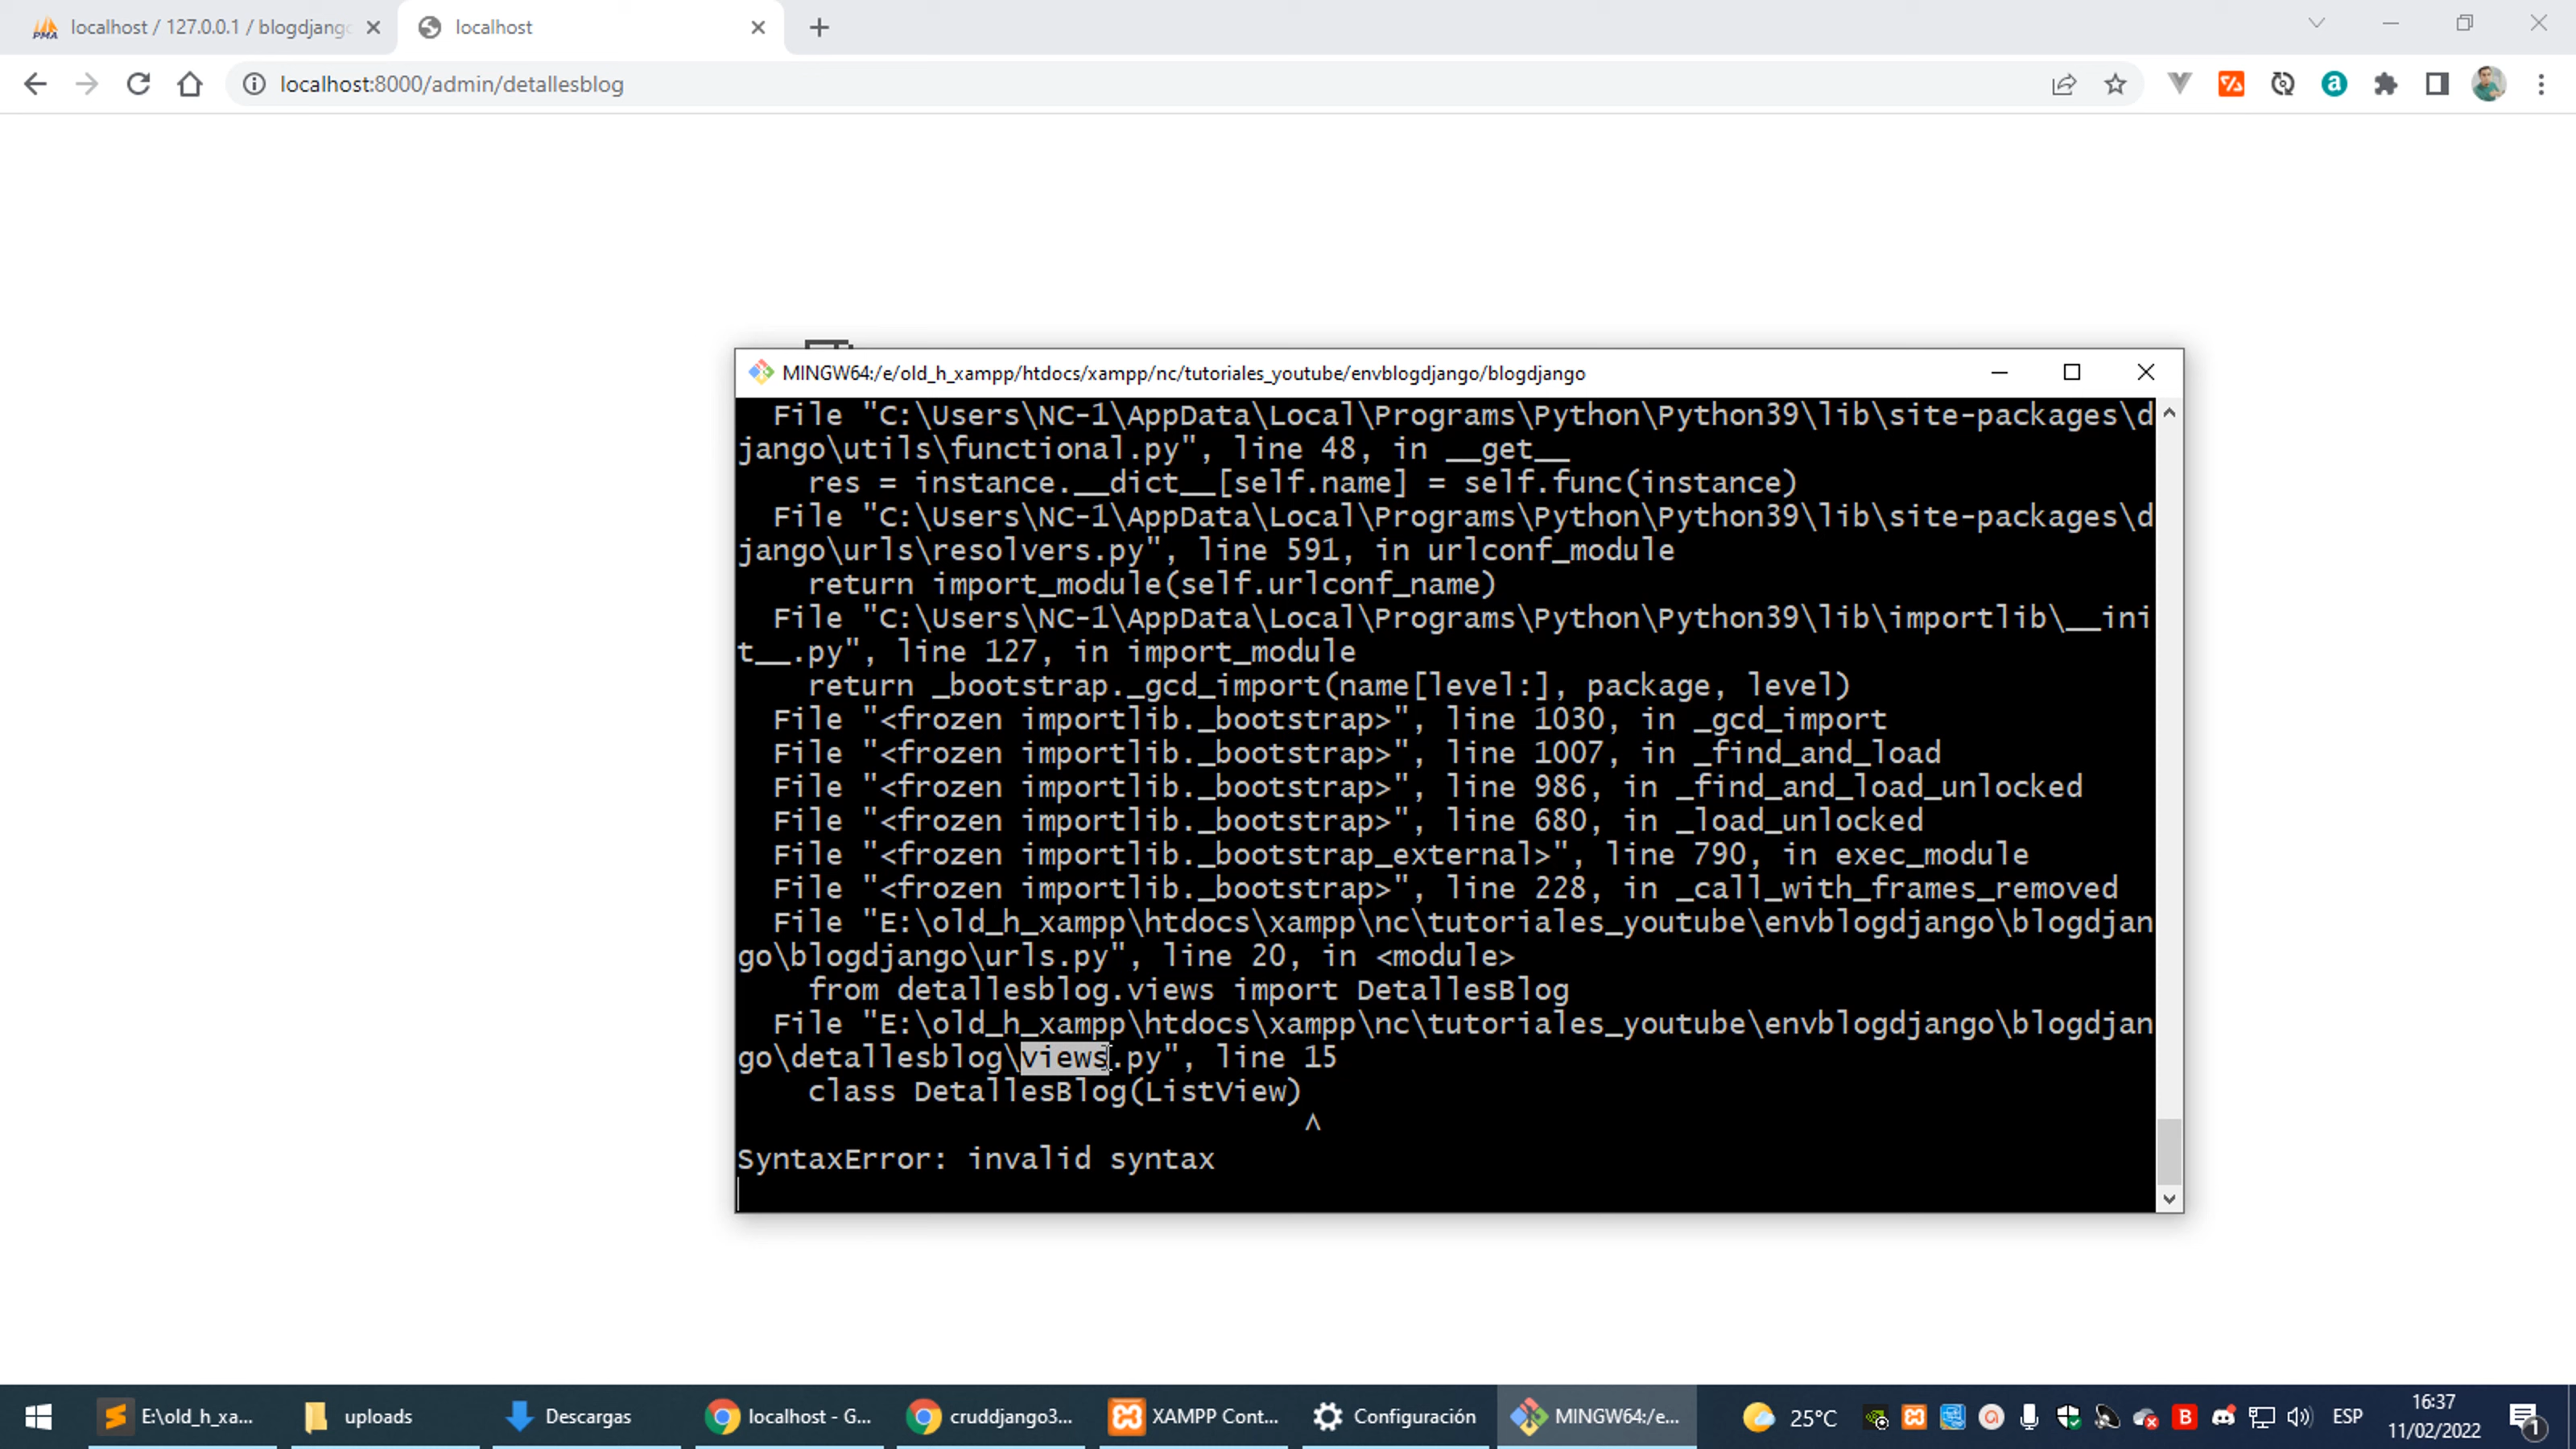 localhost / 127.0.0.1 / blogdjango
localhost
localhost:8000/admin/detallesblog
MINGW64:/e/old_h_xampp/htdocs/xampp/nc/tutoriales_youtube/envblogdjango/blogdjango
File "C:\Users\NC-1\AppData\Local\Programs\Python\Python39\lib\site-packages\d
jango\utils\functional.py", line 48, in __get__
res = instance.__dict__[self.name] = self.func(instance)
File "C:\Users\NC-1\AppData\Local\Programs\Python\Python39\lib\site-packages\d
jango\urls\resolvers.py", line 591, in urlconf_module
return import_module(self.urlconf_name)
File "C:\Users\NC-1\AppData\Local\Programs\Python\Python39\lib\importlib\__ini
t__.py", line 127, in import_module
return _bootstrap._gcd_import(name[level:], package, level)
File "<frozen importlib._bootstrap>", line 1030, in _gcd_import
File "<frozen importlib._bootstrap>", line 1007, in _find_and_load
File "<frozen importlib._bootstrap>", line 986, in _find_and_load_unlocked
File "<frozen importlib._bootstrap>", line 680, in _load_unlocked
File "<frozen importlib._bootstrap_external>", line 790, in exec_module
File "<frozen importlib._bootstrap>", line 228, in _call_with_frames_removed
File "E:\old_h_xampp\htdocs\xampp\nc\tutoriales_youtube\envblogdjango\blogdjan
go\blogdjango\urls.py", line 20, in <module>
from detallesblog.views import DetallesBlog
File "E:\old_h_xampp\htdocs\xampp\nc\tutoriales_youtube\envblogdjango\blogdjan
go\detallesblog\views.py", line 15
class DetallesBlog(ListView)
^
SyntaxError: invalid syntax
E:\old_h_xa...
uploads
Descargas
localhost - G...
cruddjango3...
XAMPP Cont...
Configuración
MINGW64:/e...
25°C
ESP
16:37
11/02/2022
1